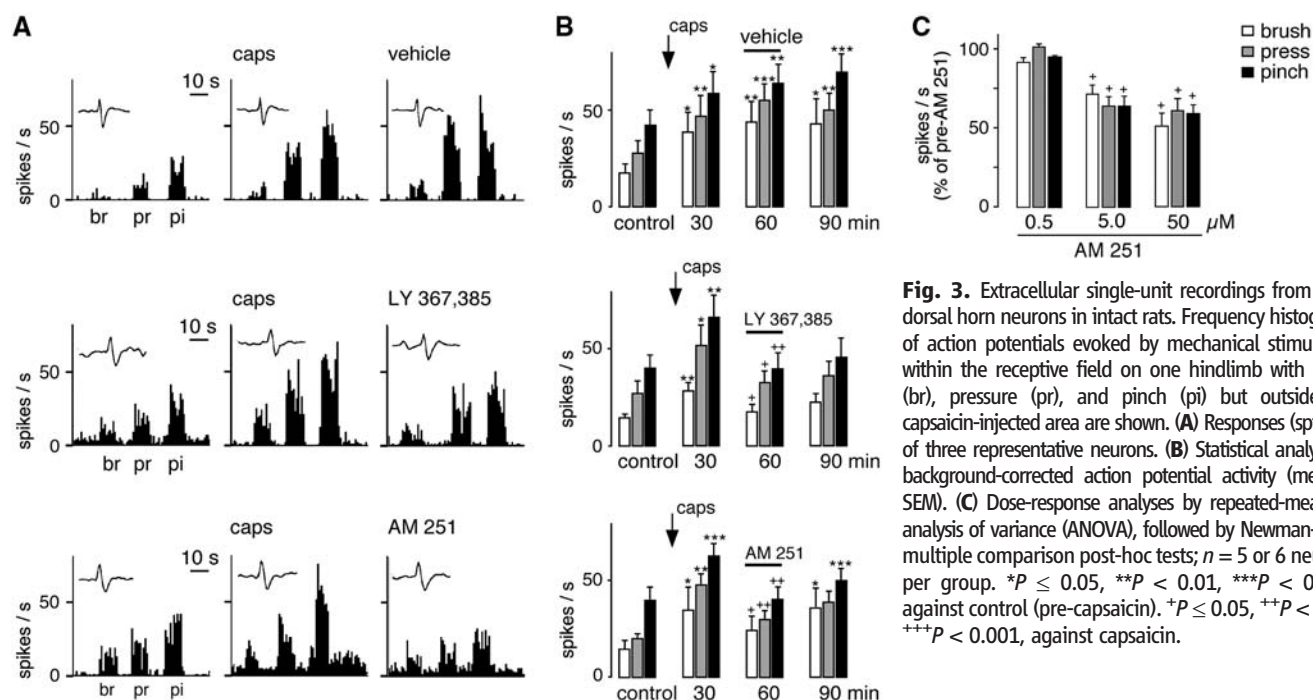 A
B
C
caps
vehicle
10 s
50
0
spikes / s
br pr pi
caps
LY 367,385
10 s
50
0
spikes / s
br pr pi
caps
AM 251
10 s
50
0
spikes / s
br pr pi
caps
vehicle
* ** * ** *** ** * ** ***
50
0
spikes / s
control 30 60 90 min
caps
LY 367,385
** * ** + + ++
50
0
control 30 60 90 min
caps
AM 251
* ** *** + ++ ++ * ***
50
0
control 30 60 90 min
brush
press
pinch
100
50
0
spikes / s
(% of pre-AM 251)
+ + + + + +
0.5 5.0 50 µM
AM 251
Fig. 3. Extracellular single-unit recordings from
dorsal horn neurons in intact rats. Frequency histog
of action potentials evoked by mechanical stimu
within the receptive field on one hindlimb with
(br), pressure (pr), and pinch (pi) but outside
capsaicin-injected area are shown. (A) Responses (sp
of three representative neurons. (B) Statistical analy
background-corrected action potential activity (me
SEM). (C) Dose-response analyses by repeated-mea
analysis of variance (ANOVA), followed by Newman-
multiple comparison post-hoc tests; n = 5 or 6 ne
per group. *P ≤ 0.05, **P < 0.01, ***P < 0.
against control (pre-capsaicin). +P ≤ 0.05, ++P <
+++P < 0.001, against capsaicin.